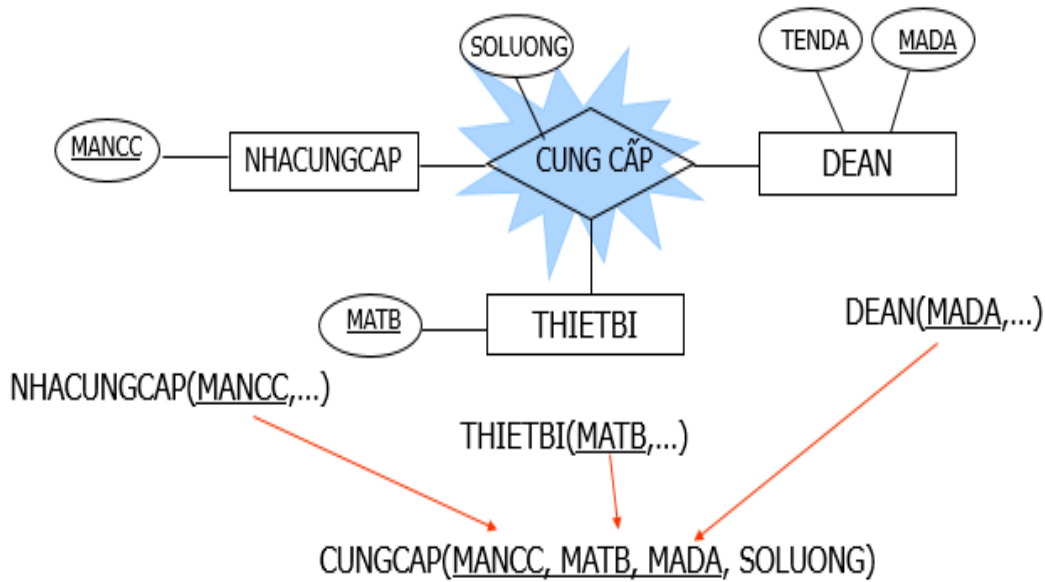 SOLUONG
TENDA
MADA
MANCC
NHACUNGCAP
CUNG CẤP
DEAN
MATB
THIETBI
DEAN(MADA,...)
NHACUNGCAP(MANCC,...)
THIETBI(MATB,...)
CUNGCAP(MANCC, MATB, MADA, SOLUONG)